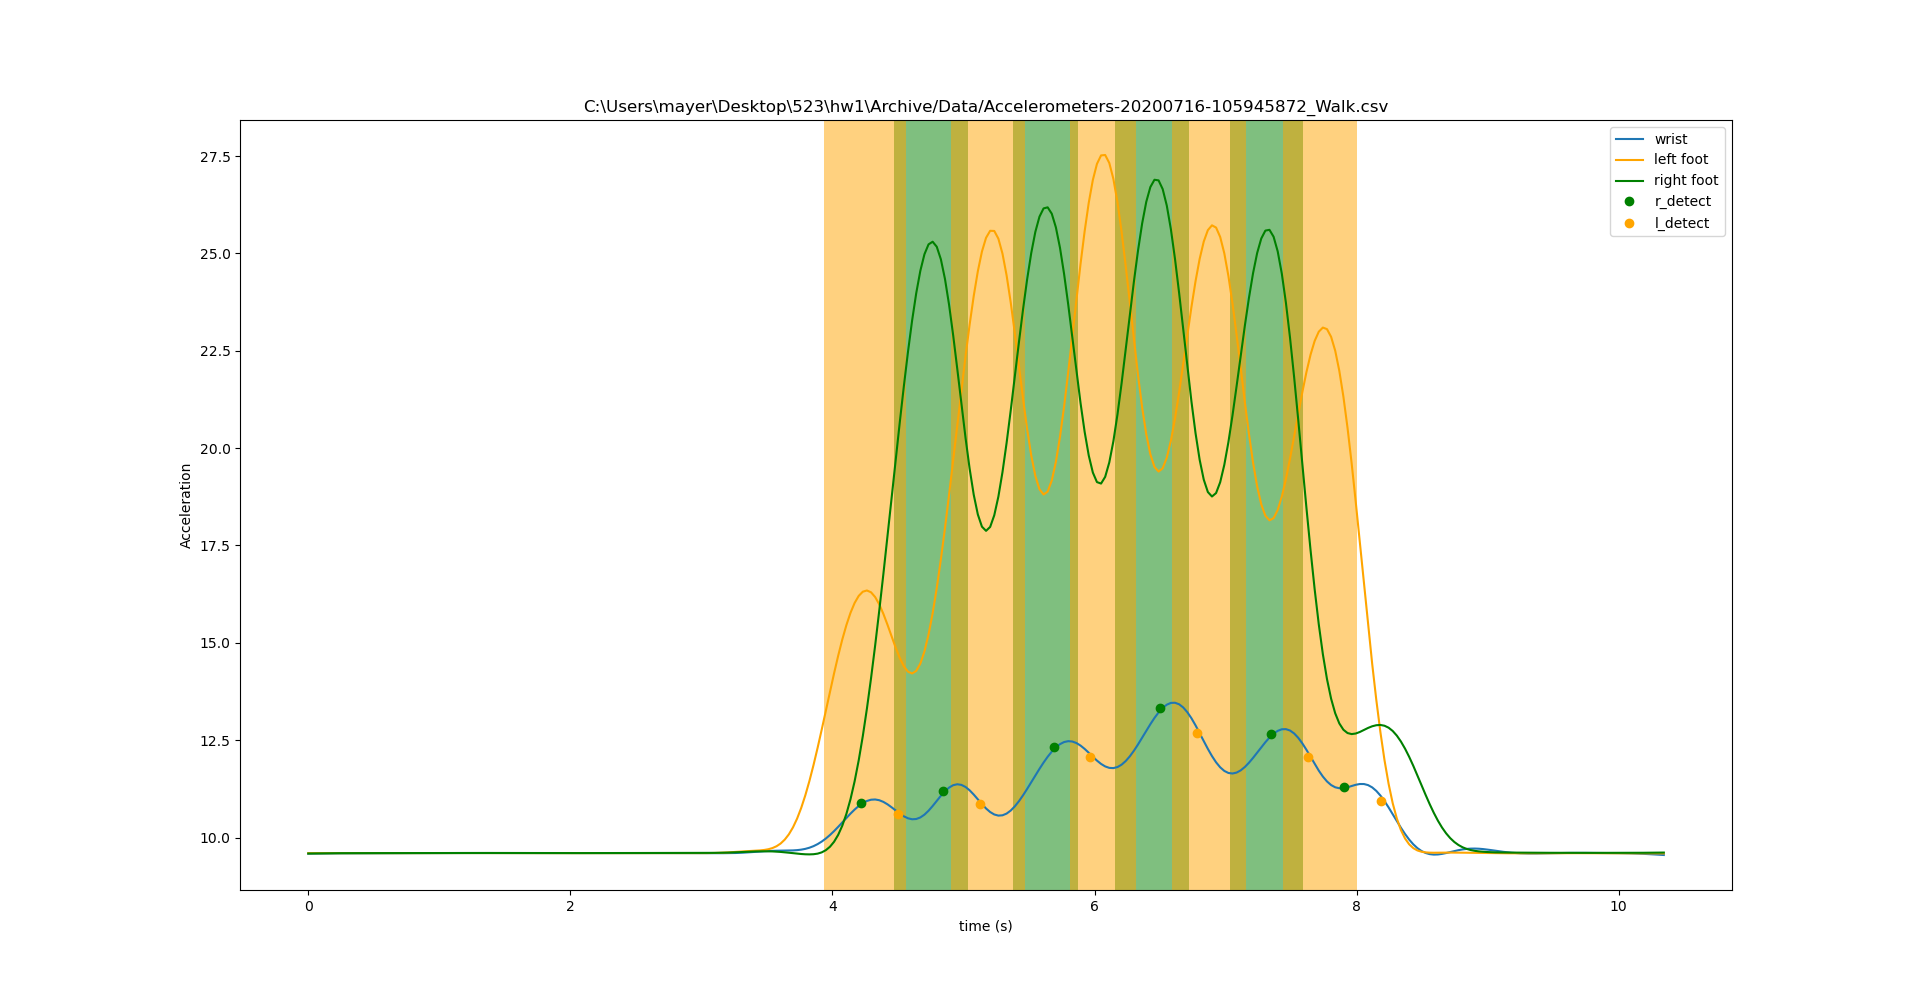 C:\Users\mayer\Desktop\523\hw1\Archive/Data/Accelerometers-20200716-105945872_Walk.csv
wrist
left foot
right foot
r_detect
l_detect
27.5
25.0
22.5
20.0
17.5
15.0
12.5
10.0
Acceleration
0 2 4 6 8 10
time (s)